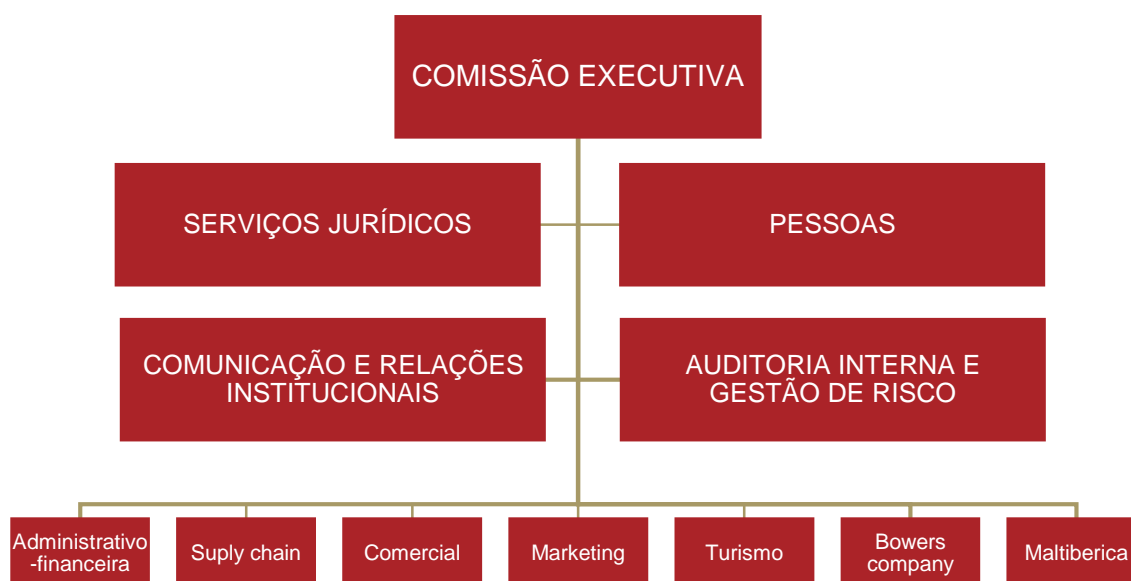 COMISSÃO EXECUTIVA
SERVIÇOS JURÍDICOS
PESSOAS
COMUNICAÇÃO E RELAÇÕES
INSTITUCIONAIS
AUDITORIA INTERNA E
GESTÃO DE RISCO
Administrativo
-financeira
Suply chain
Comercial
Marketing
Turismo
Bowers
company
Maltiberica